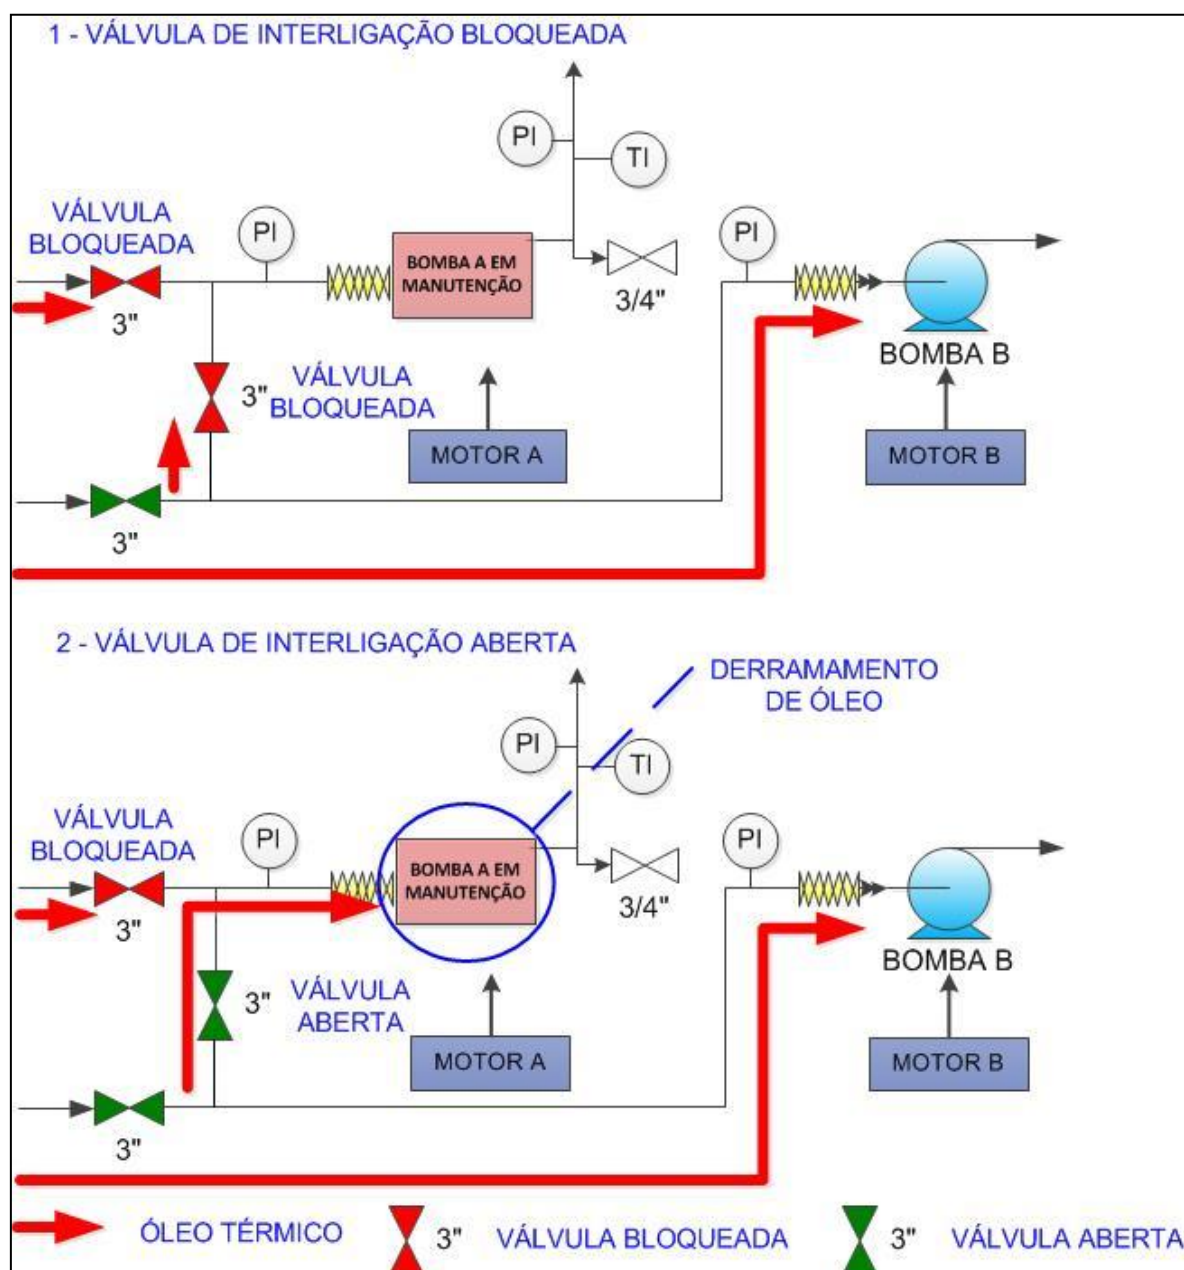 1 - VÁLVULA DE INTERLIGAÇÃO BLOQUEADA
PI
TI
VÁLVULA
BLOQUEADA
PI
BOMBA A EM
MANUTENÇÃO
3/4"
PI
3"
BOMBA B
3"
VÁLVULA
BLOQUEADA
MOTOR A
MOTOR B
3"
2 - VÁLVULA DE INTERLIGAÇÃO ABERTA
DERRAMAMENTO
DE ÓLEO
PI
TI
VÁLVULA
BLOQUEADA
PI
BOMBA A EM
MANUTENÇÃO
3/4"
PI
3"
BOMBA B
3"
VÁLVULA
ABERTA
MOTOR A
MOTOR B
3"
ÓLEO TÉRMICO
3"
VÁLVULA BLOQUEADA
3"
VÁLVULA ABERTA